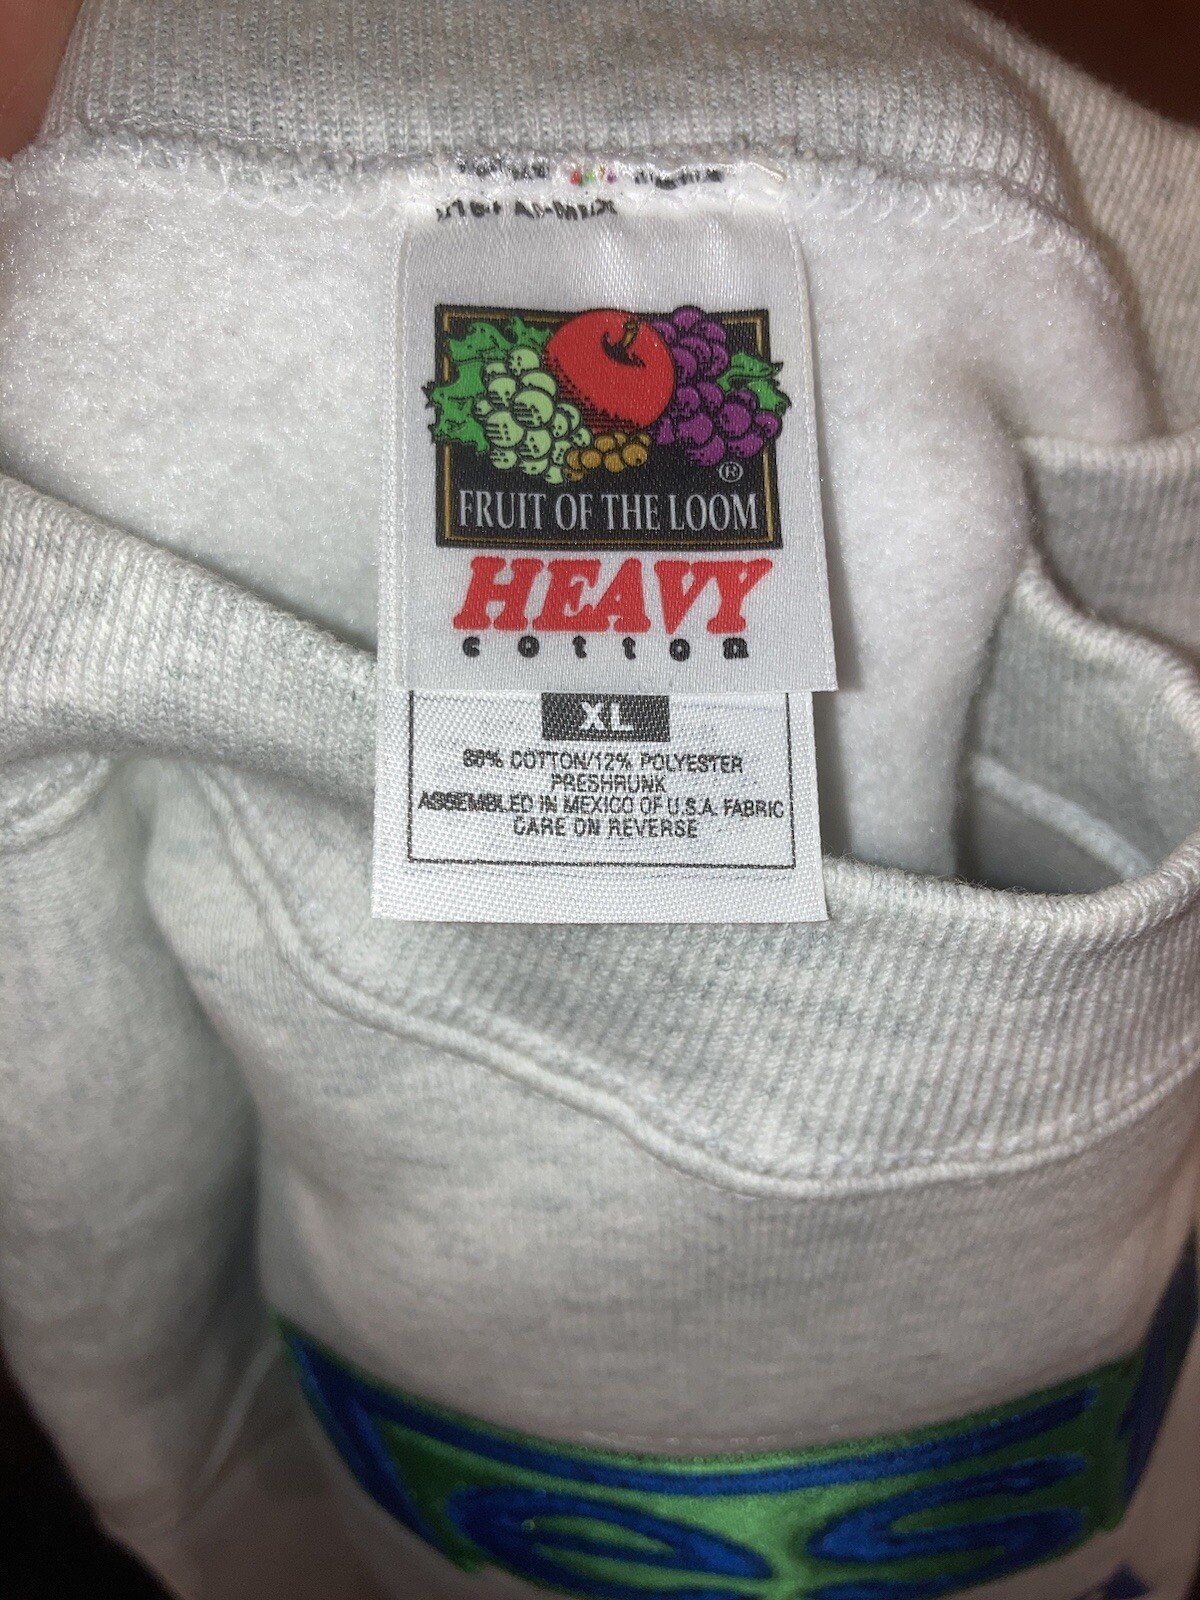 ®
FRUIT OF THE LOOM
HEAVY
cotton
XL
88% COTTON/12% POLYESTER
PRESHRUNK
ASSEMBLED IN MEXICO OF U.S.A. FABRIC
CARE ON REVERSE